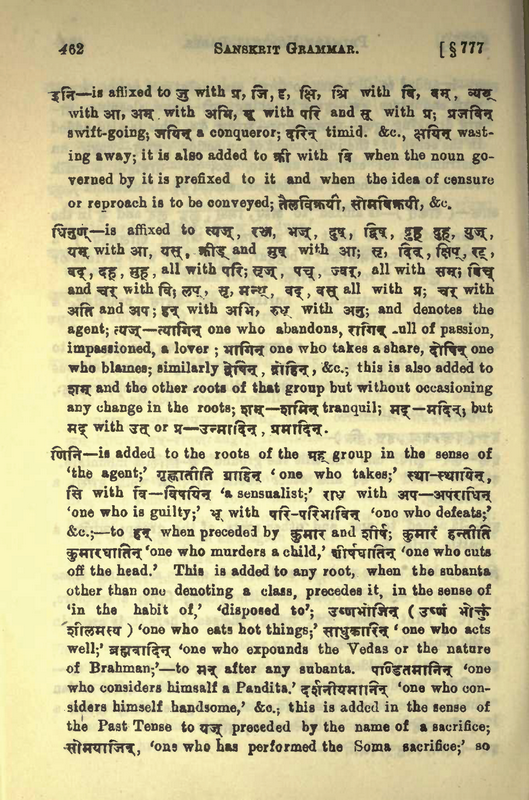 462 SANSKRIT GRAMMAR. [ § 777
इनि—is affixed to जु with प्र, जि, दृ, क्षि, श्रि with वि, वम्, व्यथ्
with आ, अम् with अभि, भू with परि and सू with प्र; प्रजविन्
swift-going; जयिन् a conqueror; दरिन् timid. &c., क्षयिन् wast-
ing away; it is also added to क्री with वि when the noun go-
verned by it is prefixed to it and when the idea of censure
or reproach is to be conveyed; तैलविक्रयी, सोमविक्रयी, &c.
घिनुण्—is affixed to त्यज्, रञ्ज, भज्, दुष्, द्विष्, द्रुह् दुह्, युज्,
यम् with आ, यस्, क्रीड् and मुष् with आ; सृ, दिव्, क्षिप्, रट्,
वद्, दह्, मुह्, all with परि; सृज्, पच्, ज्वर्, all with सम्; विच्
and चर् with वि; लप्, सृ, मन्थ्, वद्, वस् all with प्र; चर् with
अति and अप; हन् with अभि, रुध् with अनु; and denotes the
agent; त्यज्—त्यागिन् one who abandons, रागिन् .ull of passion,
impassioned, a lover ; भागिन् one who takes a share, दोषिन् one
who blames; similarly द्वेषिन्, द्रोहिन्, &c.; this is also added to
शम् and the other roots of that group but without occasioning
any change in the roots; शम्—शमिन् tranquil; मद्—मदिन्; but
मद् with उत् or प्र—उन्मादिन्, प्रमादिन्.
णिनि—is added to the roots of the ग्रह् group in the sense of
'the agent;' गृह्णातीति ग्राहिन् 'one who takes;' स्था-स्थायिन्,
सि with वि—विषयिन् 'a sensualist;' राध् with अप—अपराधिन्
'one who is guilty;' भू with परि-परिभाविन् 'one who defeats;'
&c.;—to हन् when preceded by कुमार and शीर्ष; कुमारं हन्तीति
कुमारघातिन् 'one who murders a child,' शीर्षघातिन् 'one who cuts
off the head.' This is added to any root, when the subanta
other than one denoting a class, precedes it, in the sense of
'in the habit of,' 'disposed to'; उष्णभोजिन् ( उष्णं भोक्तुं
शीलमस्य ) 'one who eats hot things;' साधुकारिन् 'one who acts
well;' ब्रह्मवादिन् 'one who expounds the Vedas or the nature
of Brahman;'—to मन् after any subanta. पण्डितमानिन् 'one
who considers himsalf a Pandita.' दर्शनीयमानिन् 'one who con-
siders himself handsome,' &c.; this is added in the sense of
the Past Tense to यज् preceded by the name of a sacrifice;
सोमयाजिन्, 'one who has performed the Soma sacrifice;' so